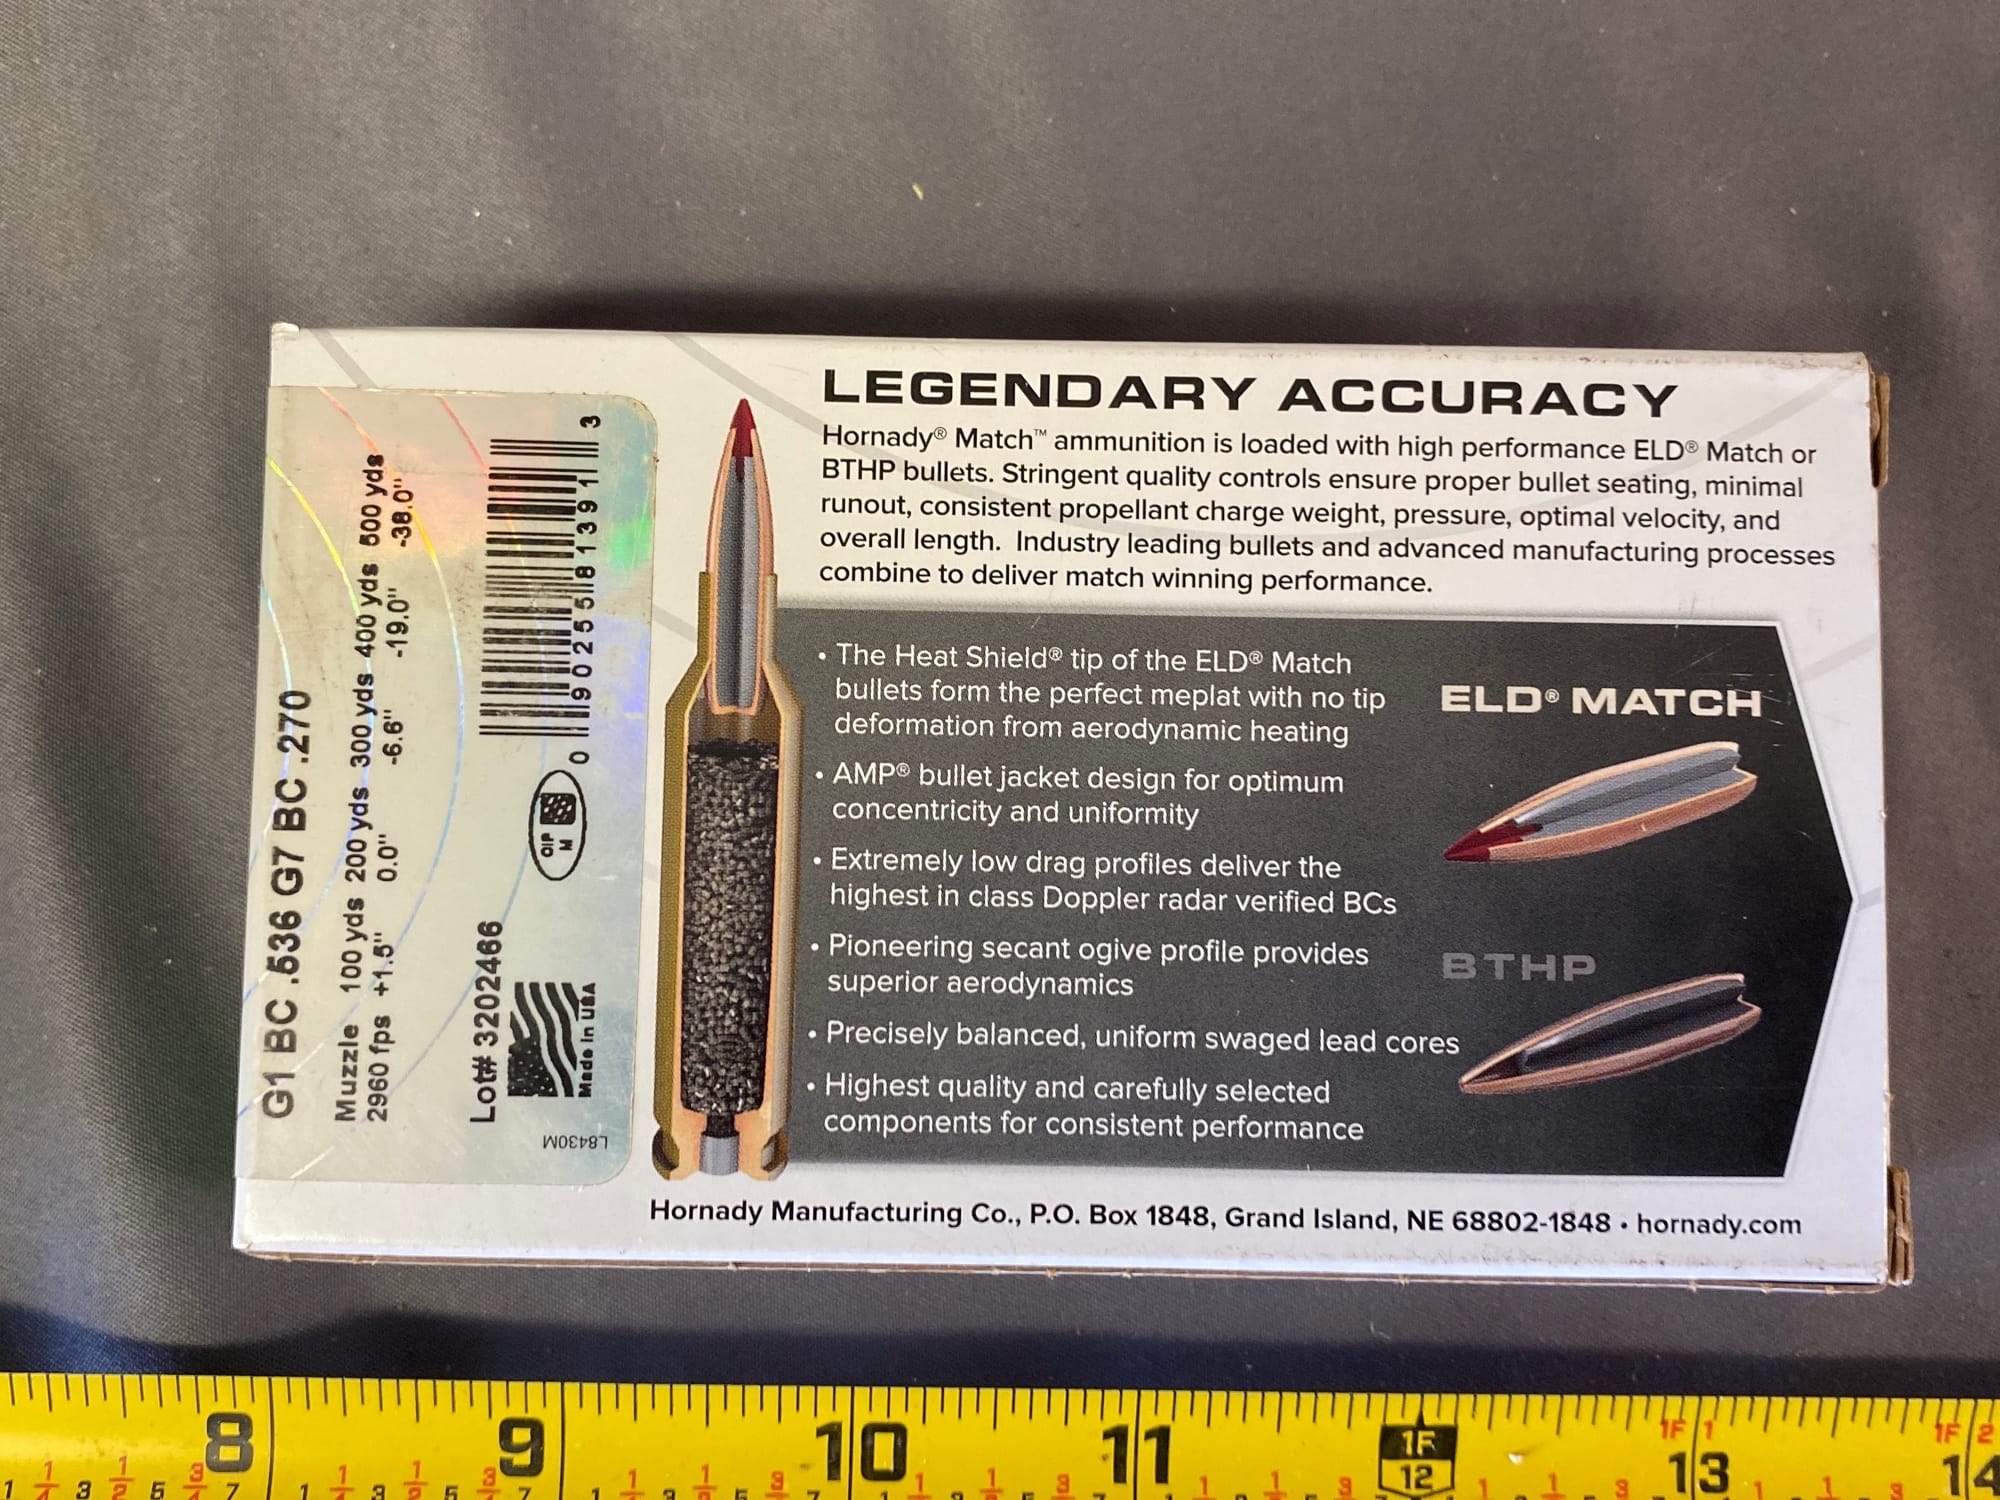 G1 BC .536 G7 BC .270
Muzzle 100 yds 200 yds 300 yds 400 yds 500 yds
2960 fps +1.5" 0.0" -6.6" -19.0" -38.0"
Lot# 32202466
Made in USA
L8430M
CIP
M
0 90255 81391 3
LEGENDARY ACCURACY
Hornady® Match™ ammunition is loaded with high performance ELD® Match or
BTHP bullets. Stringent quality controls ensure proper bullet seating, minimal
runout, consistent propellant charge weight, pressure, optimal velocity, and
overall length. Industry leading bullets and advanced manufacturing processes
combine to deliver match winning performance.
• The Heat Shield® tip of the ELD® Match
bullets form the perfect meplat with no tip
deformation from aerodynamic heating
• AMP® bullet jacket design for optimum
concentricity and uniformity
• Extremely low drag profiles deliver the
highest in class Doppler radar verified BCs
• Pioneering secant ogive profile provides
superior aerodynamics
• Precisely balanced, uniform swaged lead cores
• Highest quality and carefully selected
components for consistent performance
ELD® MATCH
BTHP
Hornady Manufacturing Co., P.O. Box 1848, Grand Island, NE 68802-1848 • hornady.com
8 9 10 11 1F 12 1F 1 13 1F 2 14